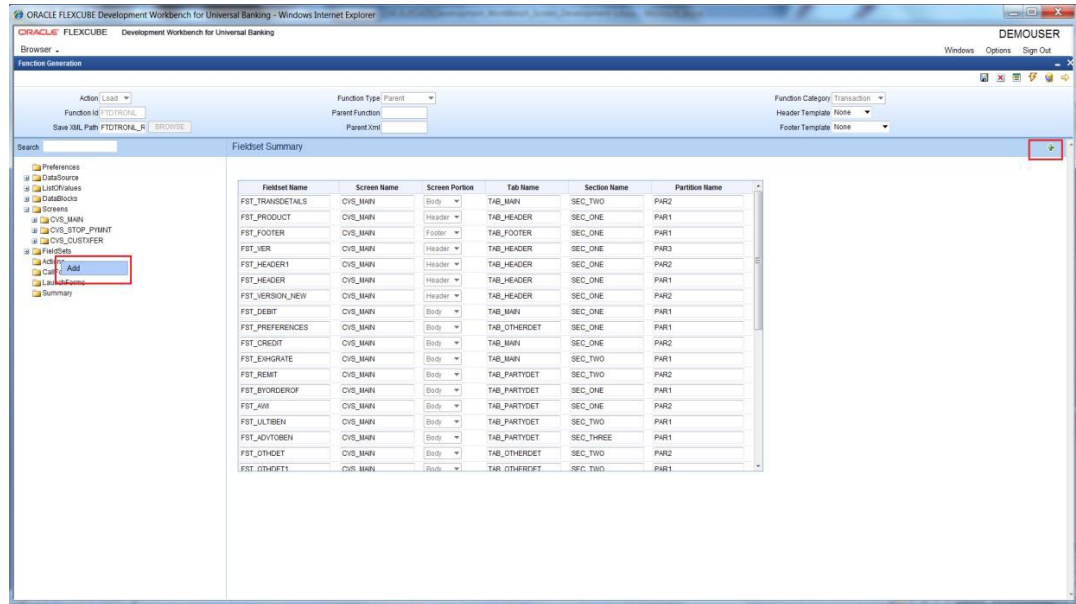 ORACLE FLEXCUBE Development Workbench for Universal Banking - Windows Internet Explorer
ORACLE FLEXCUBE Development Workbench for Universal Banking DEMOUSER
Browser Windows Options Sign Out
Function Generation
Action Load Function Type Parent Function Category Transaction
Function Id FTDTRONL Parent Function Header Template None
Save XML Path FTDTRONL_R BROWSE Parent Xml Footer Template None
Search Fieldset Summary
Preferences
DataSource
ListOfValues
DataBlocks
Screens
CVS_MAIN
CVS_STOP_PYMNT
CVS_CUSTXFER
FieldSets
Actions
Add
LaunchForms
Summary
Fieldset Name Screen Name Screen Portion Tab Name Section Name Partition Name
FST_TRANSDETAILS CVS_MAIN Body TAB_MAIN SEC_TWO PAR2
FST_PRODUCT CVS_MAIN Header TAB_HEADER SEC_ONE PAR1
FST_FOOTER CVS_MAIN Footer TAB_FOOTER SEC_ONE PAR1
FST_VER CVS_MAIN Header TAB_HEADER SEC_ONE PAR3
FST_HEADER1 CVS_MAIN Header TAB_HEADER SEC_ONE PAR2
FST_HEADER CVS_MAIN Header TAB_HEADER SEC_ONE PAR1
FST_VERSION_NEW CVS_MAIN Header TAB_HEADER SEC_ONE PAR2
FST_DEBIT CVS_MAIN Body TAB_MAIN SEC_ONE PAR1
FST_PREFERENCES CVS_MAIN Body TAB_OTHERDET SEC_ONE PAR1
FST_CREDIT CVS_MAIN Body TAB_MAIN SEC_ONE PAR2
FST_EXHGRATE CVS_MAIN Body TAB_MAIN SEC_TWO PAR1
FST_REMIT CVS_MAIN Body TAB_PARTYDET SEC_TWO PAR2
FST_BYORDEROF CVS_MAIN Body TAB_PARTYDET SEC_ONE PAR1
FST_AWI CVS_MAIN Body TAB_PARTYDET SEC_ONE PAR2
FST_ULTIBEN CVS_MAIN Body TAB_PARTYDET SEC_TWO PAR1
FST_ADVTOBEN CVS_MAIN Body TAB_PARTYDET SEC_THREE PAR1
FST_OTHDET CVS_MAIN Body TAB_OTHERDET SEC_TWO PAR2
FST_OTHDET1 CVS_MAIN Body TAB_OTHERDET SEC_TWO PAR1